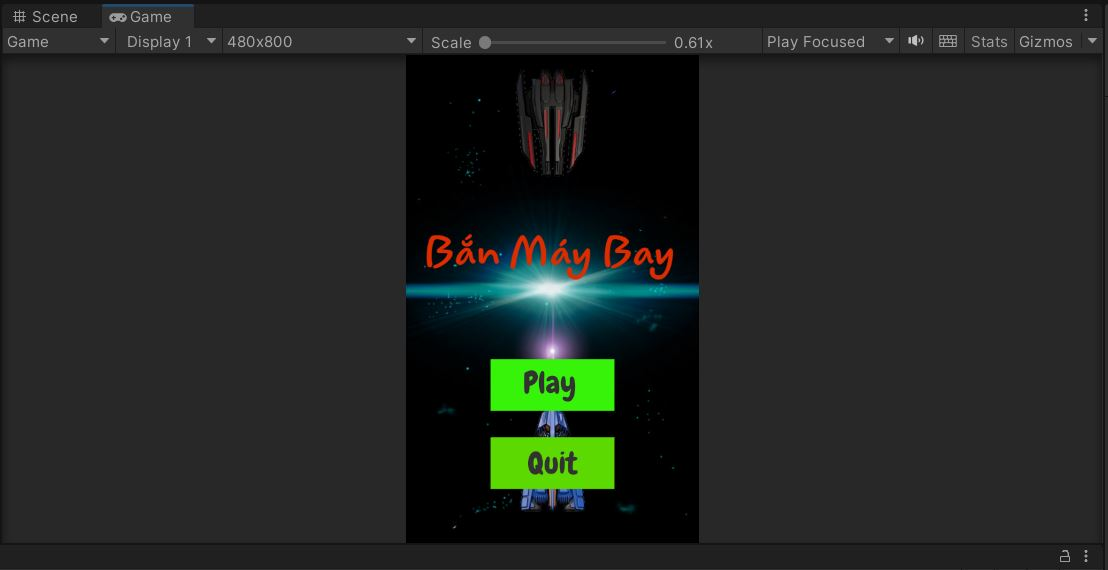 Scene Game
Game Display 1 480x800 Scale 0.61x Play Focused Stats Gizmos
Bắn Máy Bay
Play
Quit